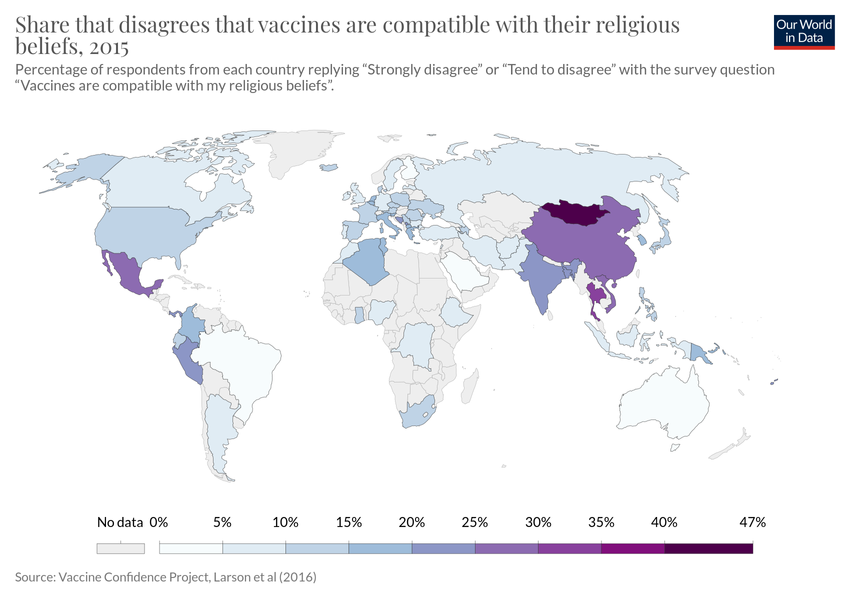 Share that disagrees that vaccines are compatible with their religious
beliefs, 2015
Our World
in Data
Percentage of respondents from each country replying “Strongly disagree” or “Tend to disagree” with the survey question
“Vaccines are compatible with my religious beliefs”.
No data 0% 5% 10% 15% 20% 25% 30% 35% 40% 47%
Source: Vaccine Confidence Project, Larson et al (2016)